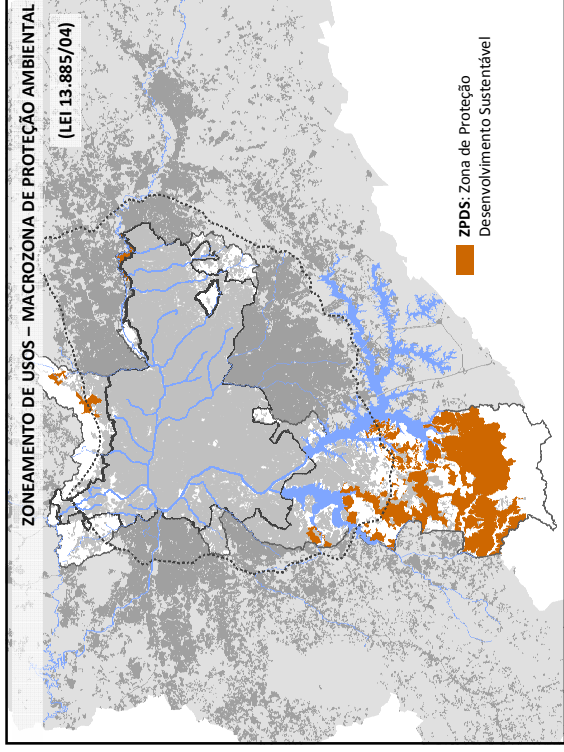 ZONEAMENTO DE USOS – MACROZONA DE PROTEÇÃO AMBIENTAL
(LEI 13.885/04)
ZPDS: Zona de Proteção
Desenvolvimento Sustentável